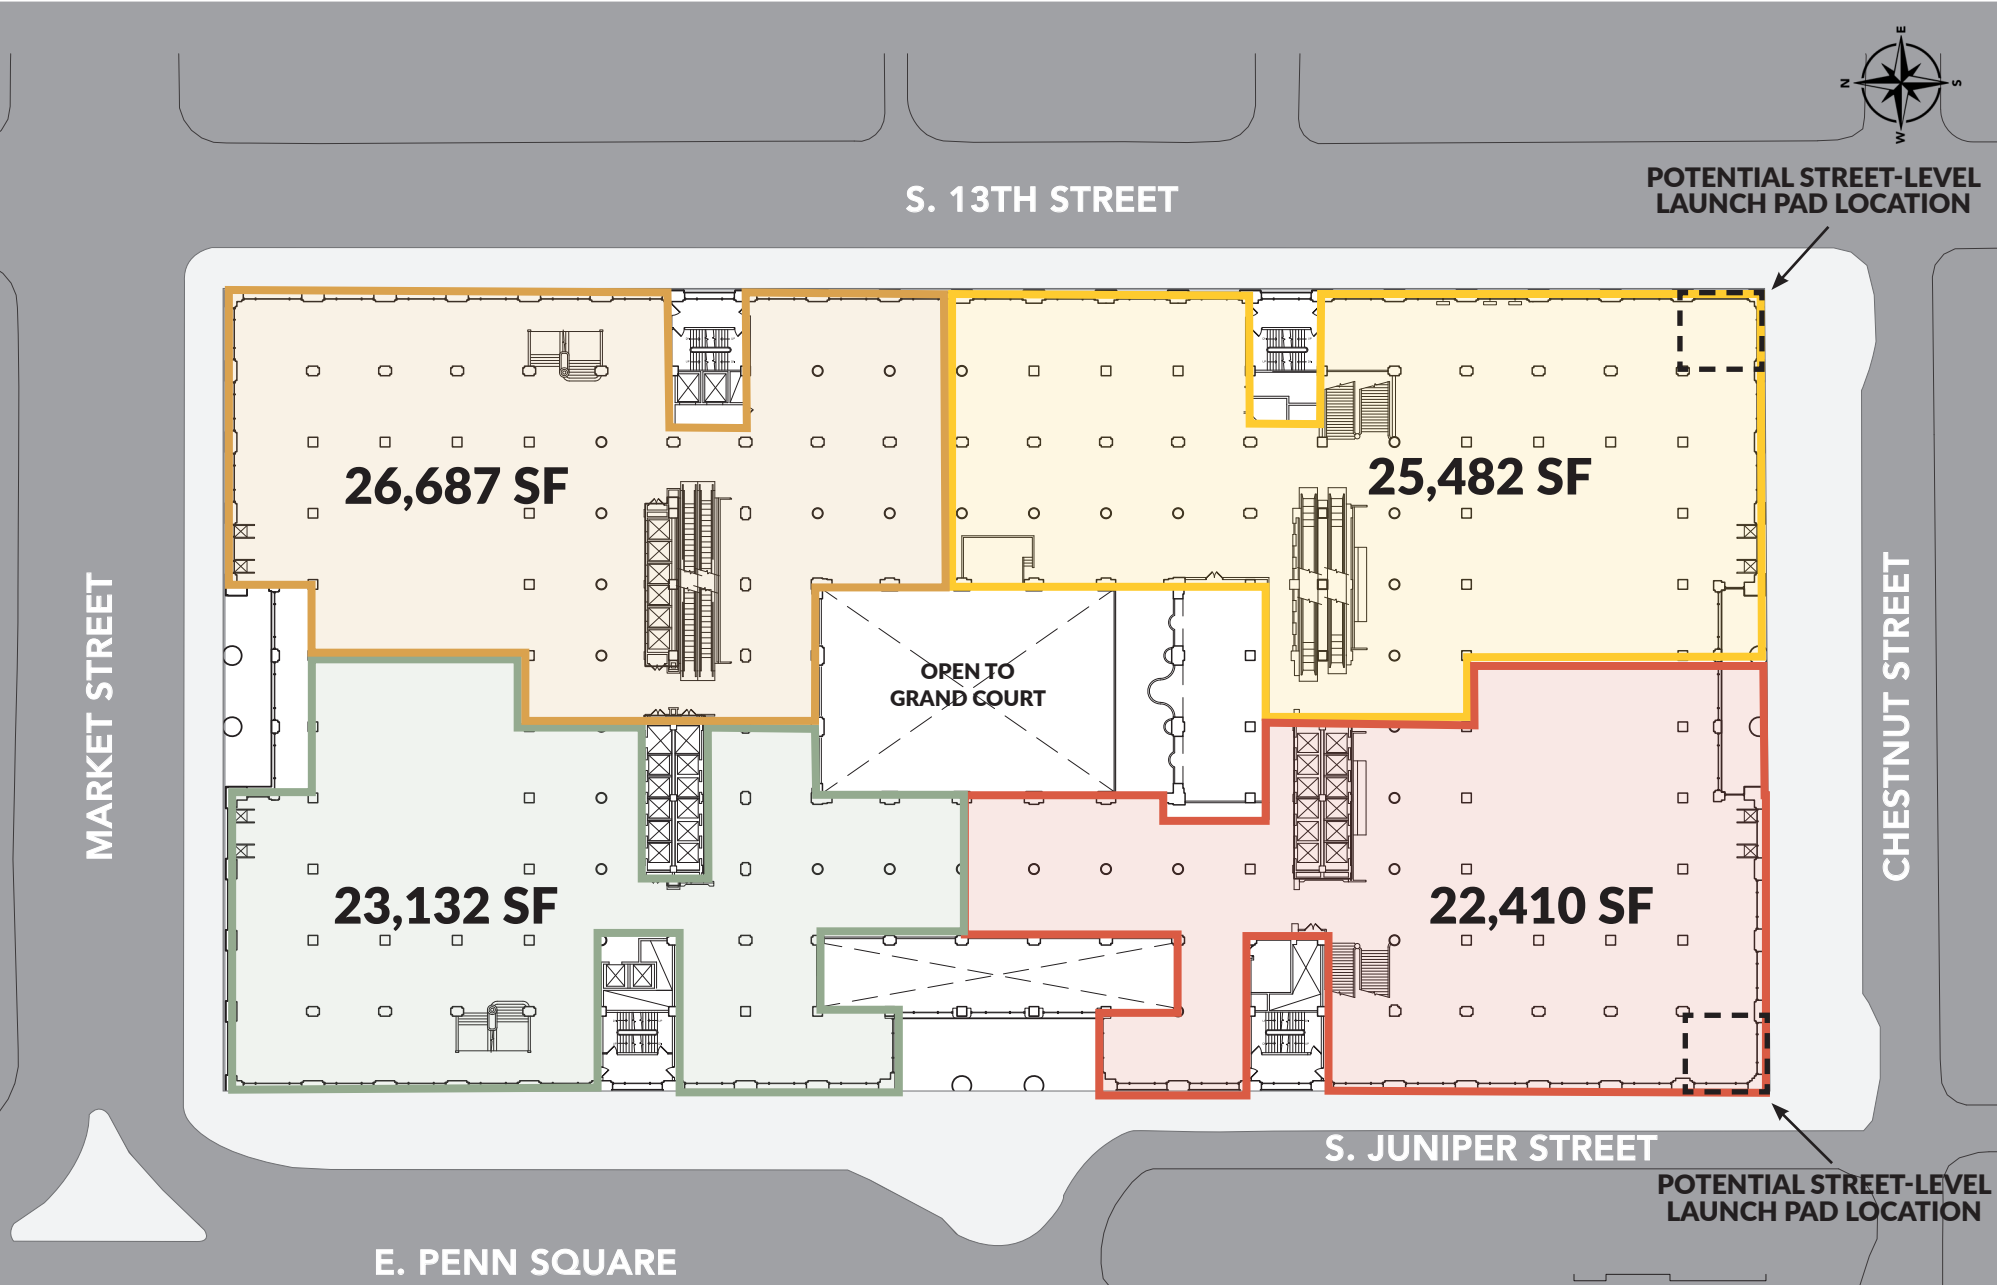 E
N
S
W
POTENTIAL STREET-LEVEL
LAUNCH PAD LOCATION
S. 13TH STREET
26,687 SF
25,482 SF
MARKET STREET
OPEN TO
GRAND COURT
CHESTNUT STREET
23,132 SF
22,410 SF
S. JUNIPER STREET
POTENTIAL STREET-LEVEL
LAUNCH PAD LOCATION
E. PENN SQUARE